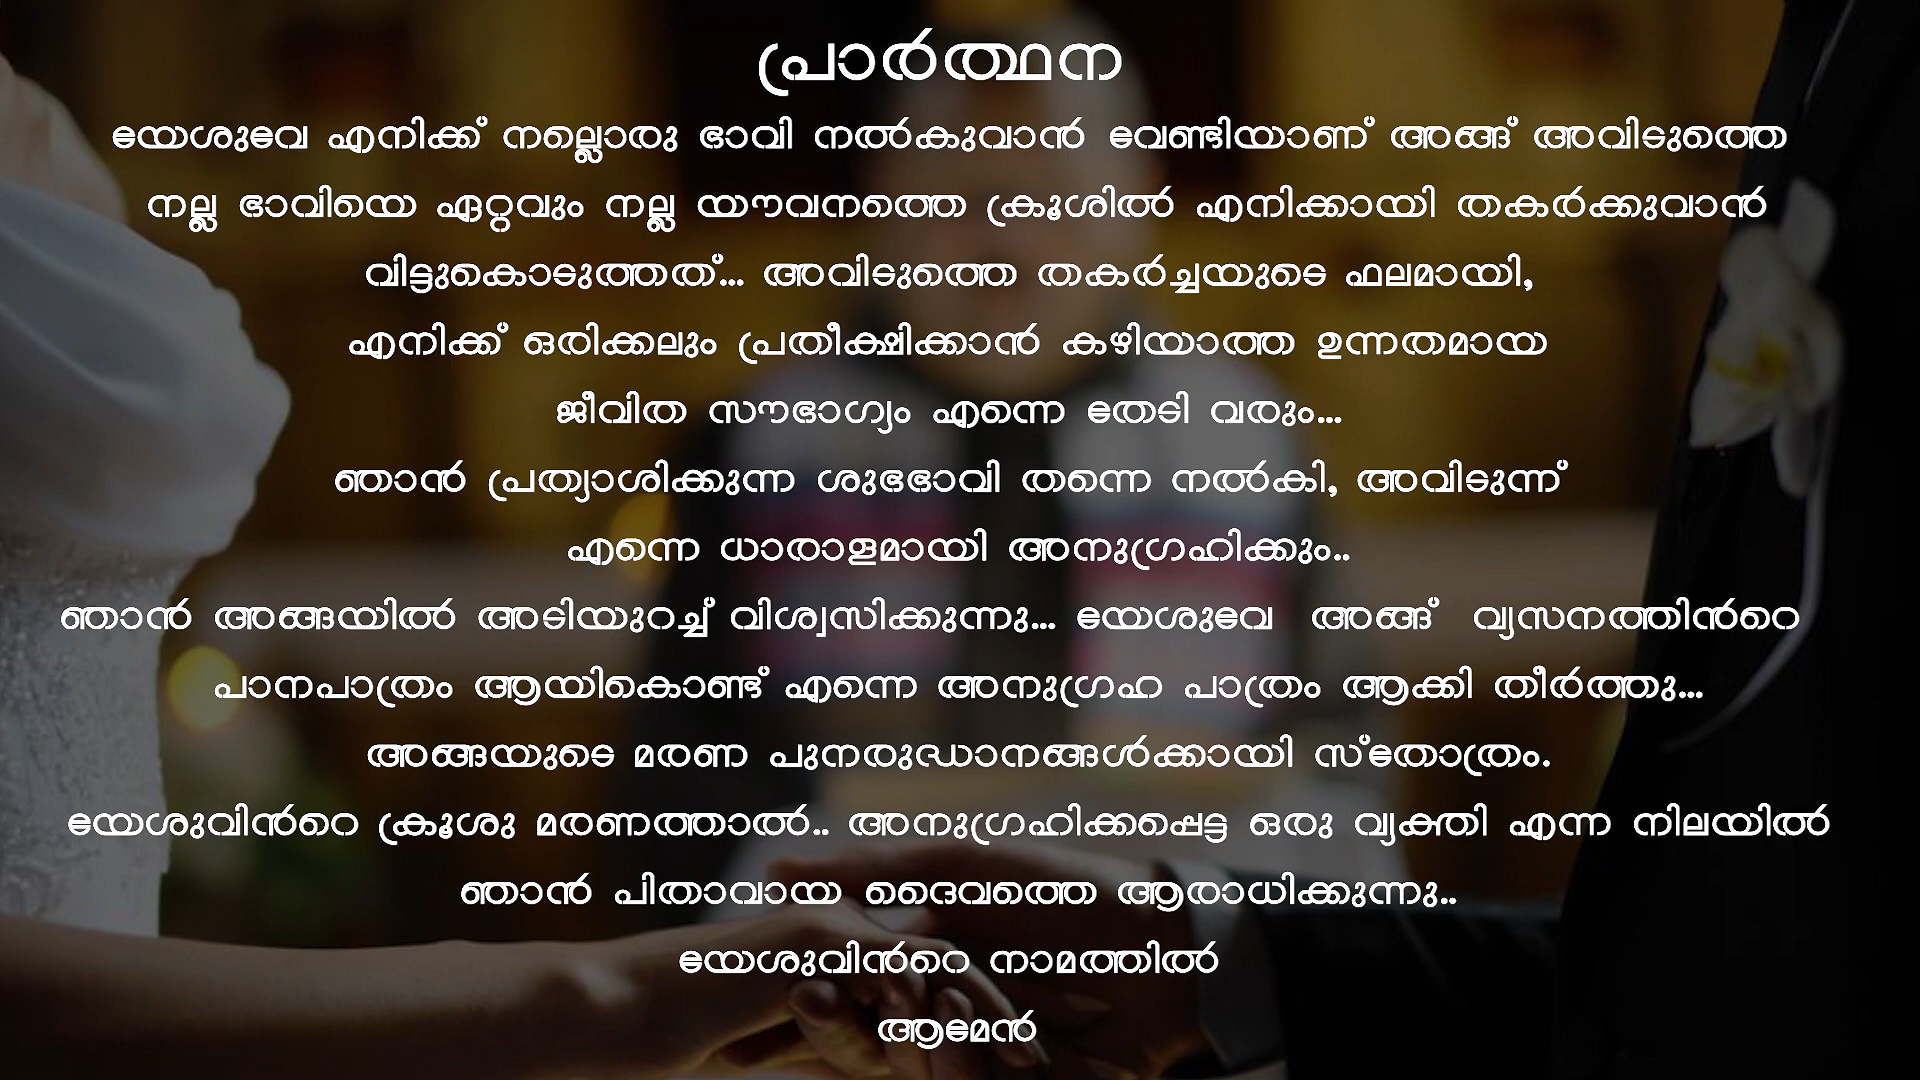 പ്രാർത്ഥന
യേശുവേ എനിക്ക് നല്ലൊരു ഭാവി നൽകുവാൻ വേണ്ടിയാണ് അങ്ങ് അവിടുത്തെ
നല്ല ഭാവിയെ ഏറ്റവും നല്ല യൗവനത്തെ ക്രൂശിൽ എനിക്കായി തകർക്കുവാൻ
വിട്ടുകൊടുത്തത്... അവിടുത്തെ തകർച്ചയുടെ ഫലമായി,
എനിക്ക് ഒരിക്കലും പ്രതീക്ഷിക്കാൻ കഴിയാത്ത ഉന്നതമായ
ജീവിത സൗഭാഗ്യം എന്നെ തേടി വരും...
ഞാൻ പ്രത്യാശിക്കുന്ന ശുഭഭാവി തന്നെ നൽകി, അവിടുന്ന്
എന്നെ ധാരാളമായി അനുഗ്രഹിക്കും..
ഞാൻ അങ്ങയിൽ അടിയുറച്ച് വിശ്വസിക്കുന്നു... യേശുവേ അങ്ങ് വ്യസനത്തിൻറെ
പാനപാത്രം ആയികൊണ്ട് എന്നെ അനുഗ്രഹ പാത്രം ആക്കി തീർത്തു...
അങ്ങയുടെ മരണ പുനരുദ്ധാനങ്ങൾക്കായി സ്തോത്രം.
യേശുവിൻറെ ക്രൂശു മരണത്താൽ.. അനുഗ്രഹിക്കപ്പെട്ട ഒരു വ്യക്തി എന്ന നിലയിൽ
ഞാൻ പിതാവായ ദൈവത്തെ ആരാധിക്കുന്നു..
യേശുവിൻറെ നാമത്തിൽ
ആമേൻ